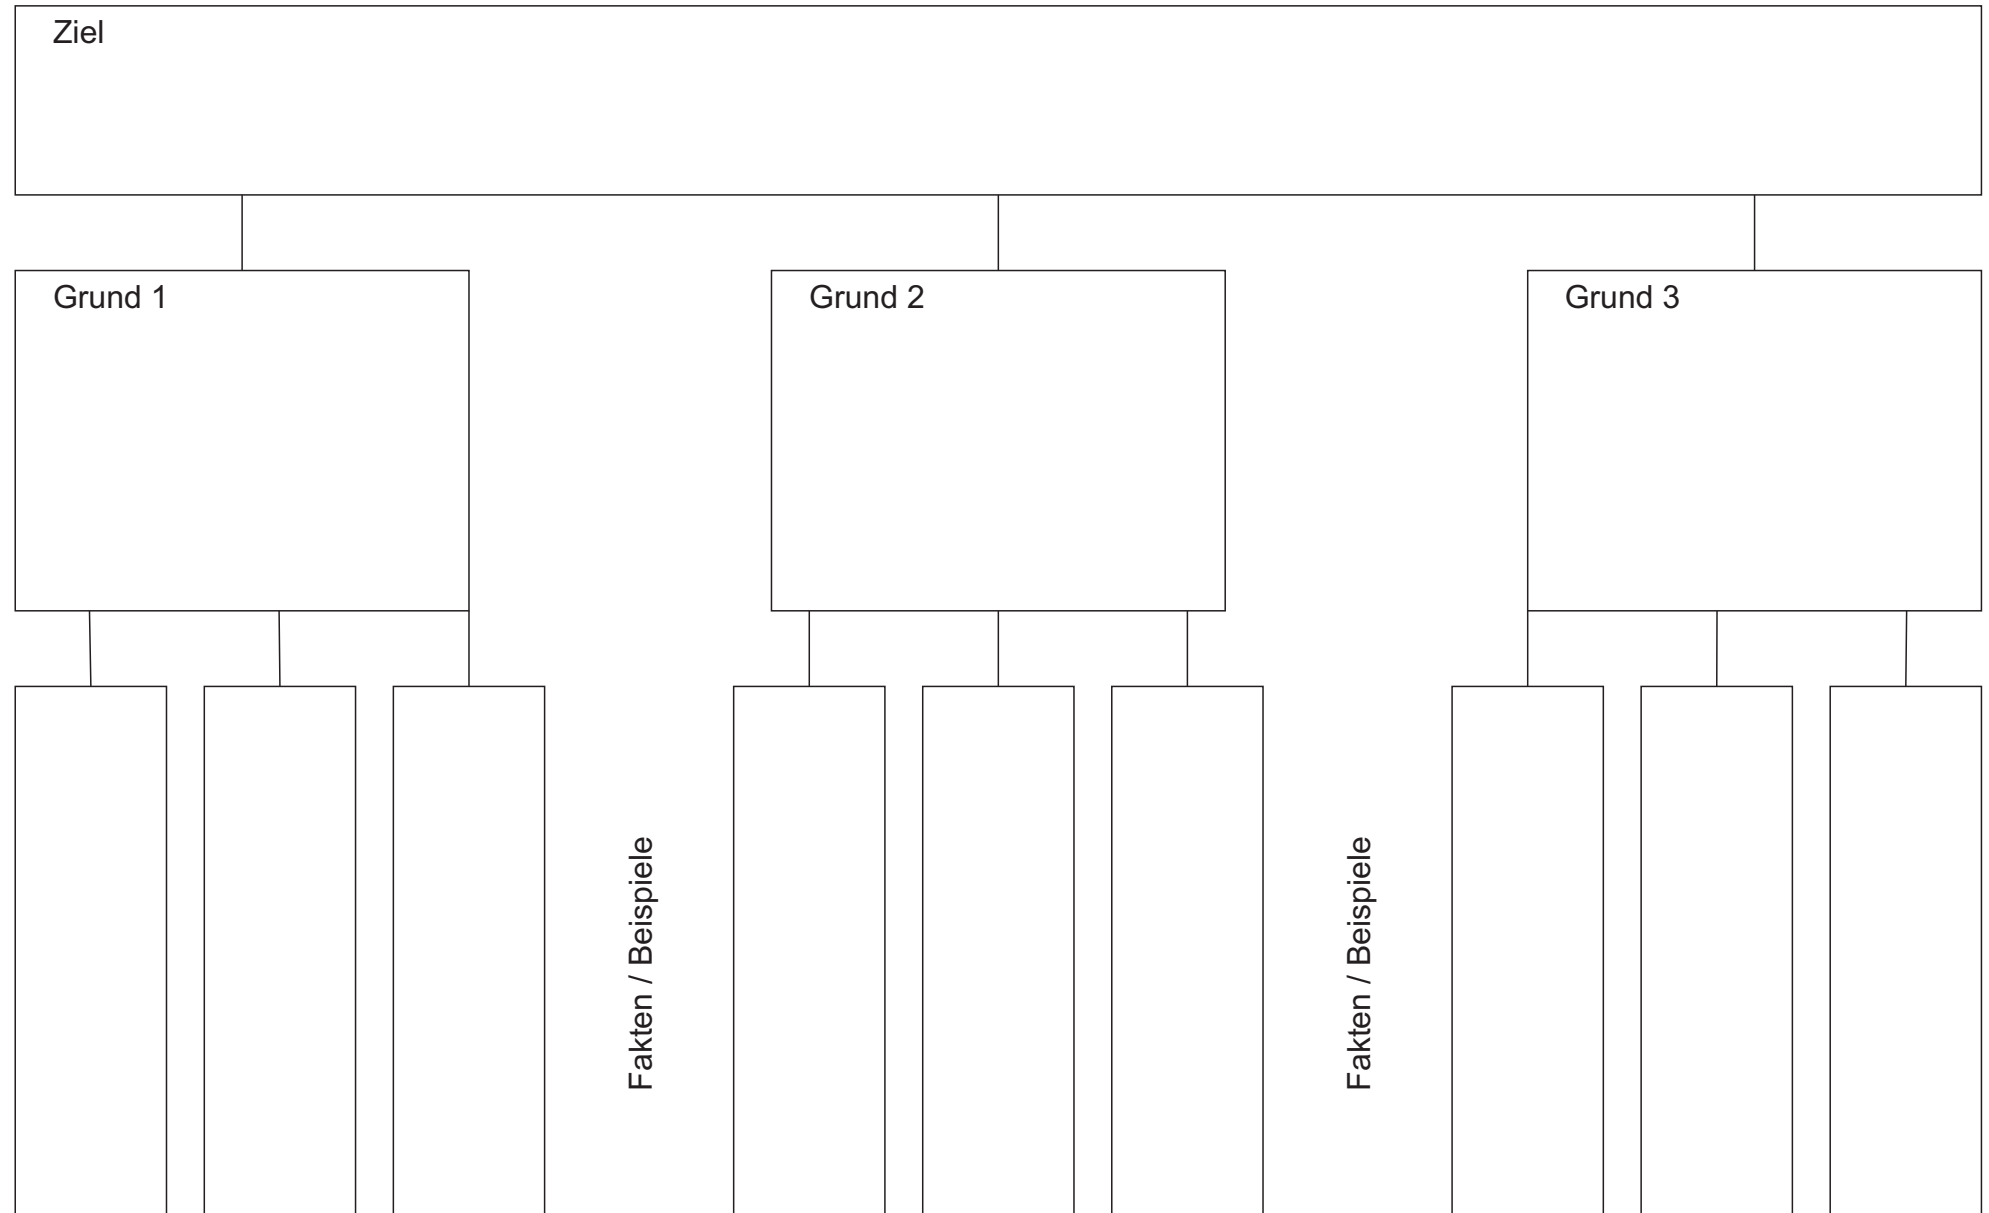 Ziel
Grund 1
Grund 2
Grund 3
Fakten / Beispiele
Fakten / Beispiele